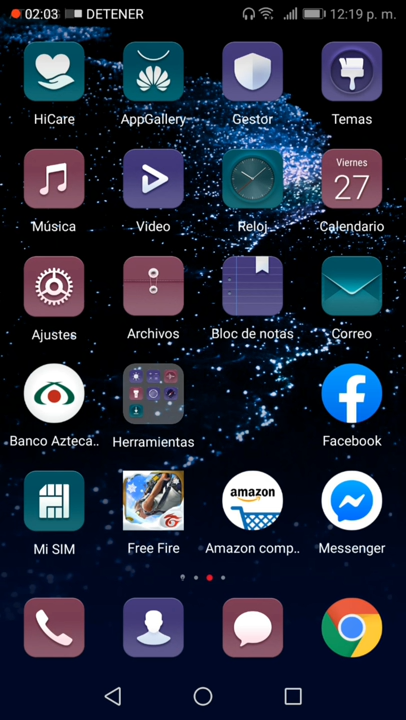 02:03 DETENER 12:19 p. m.
HiCare AppGallery Gestor Temas
Viernes
27
Música Video Reloj Calendario
Ajustes Archivos Bloc de notas Correo
Banco Azteca.. Herramientas Facebook
amazon
Mi SIM Free Fire Amazon comp.. Messenger